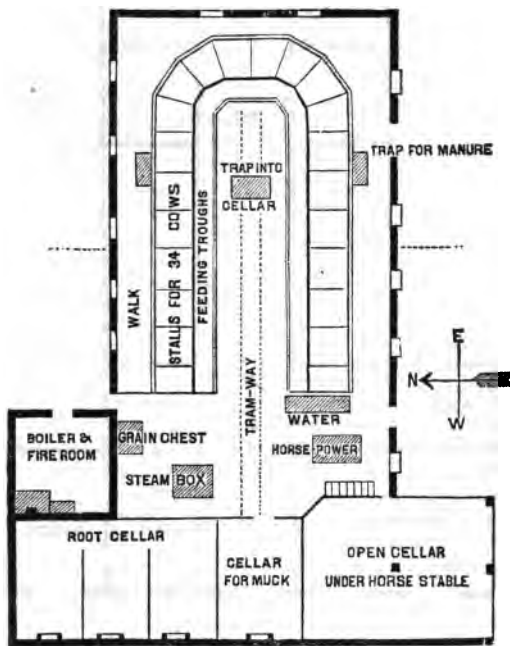 TRAP FOR MANURE
TRAP INTO
CELLAR
STALLS FOR 34 COWS
FEEDING TROUGHS
WALK
TRAM-WAY
E
N
S
W
WATER
BOILER &
FIRE ROOM
GRAIN CHEST
HORSE-POWER
STEAM BOX
ROOT CELLAR
CELLAR
FOR MUCK
OPEN CELLAR
UNDER HORSE STABLE